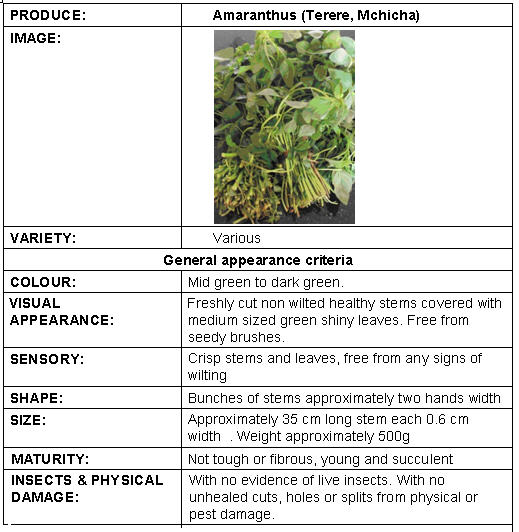 PRODUCE: Amaranthus (Terere, Mchicha)
IMAGE:
VARIETY: Various
General appearance criteria
COLOUR: Mid green to dark green.
VISUAL APPEARANCE: Freshly cut non wilted healthy stems covered with
medium sized green shiny leaves. Free from
seedy brushes.
SENSORY: Crisp stems and leaves, free from any signs of
wilting
SHAPE: Bunches of stems approximately two hands width
SIZE: Approximately 35 cm long stem each 0.6 cm
width . Weight approximately 500g
MATURITY: Not tough or fibrous, young and succulent
INSECTS & PHYSICAL DAMAGE: With no evidence of live insects. With no
unhealed cuts, holes or splits from physical or
pest damage.